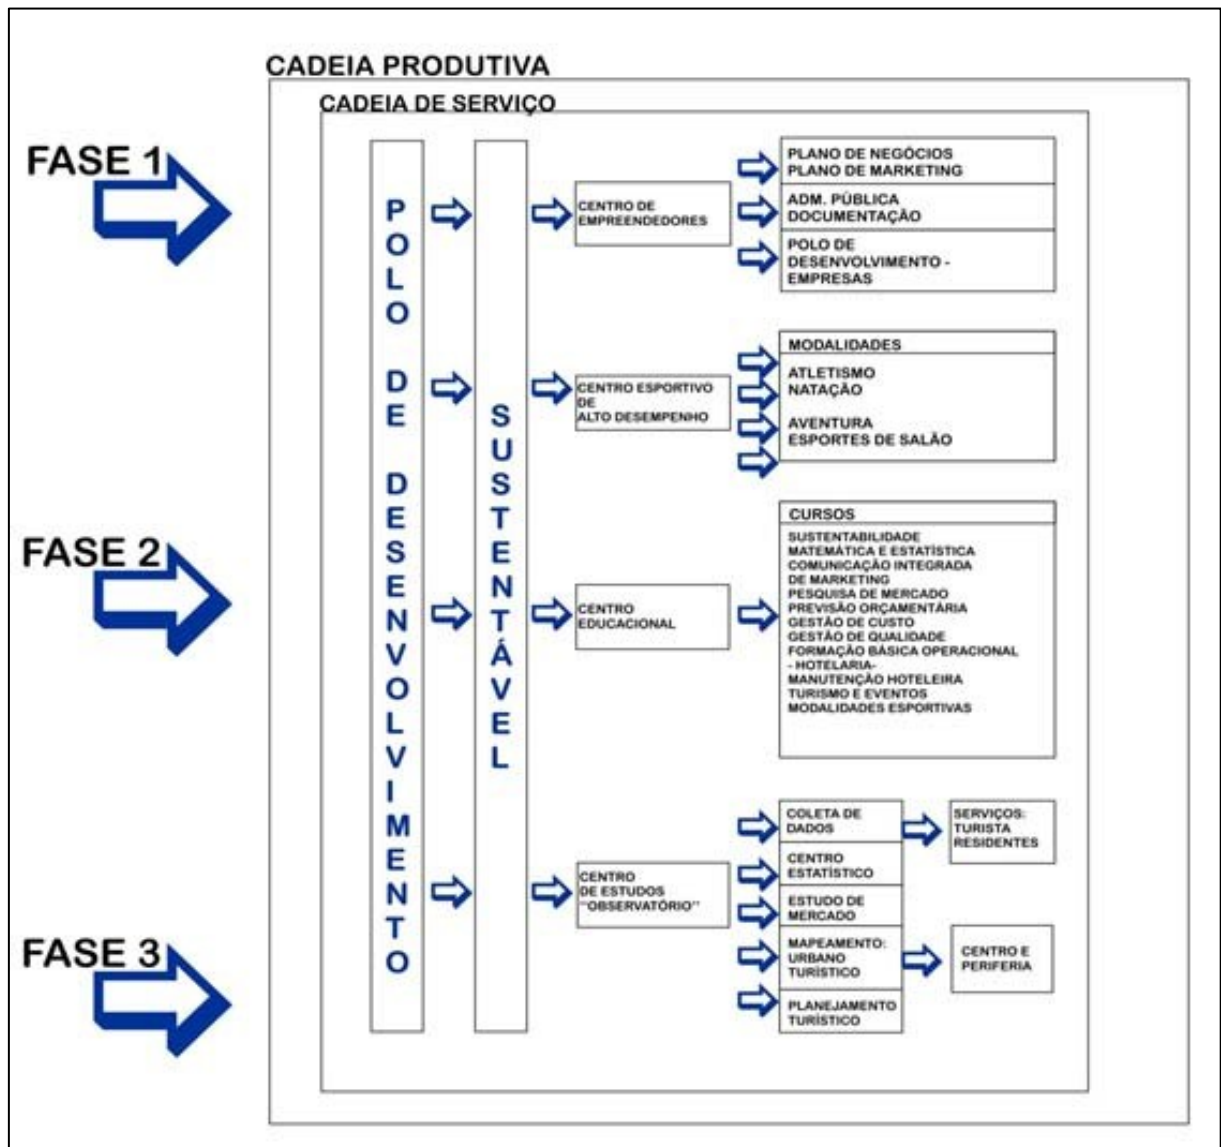 CADEIA PRODUTIVA
CADEIA DE SERVIÇO
FASE 1
FASE 2
FASE 3
POLO DE DESENVOLVIMENTO
SUSTENTÁVEL
CENTRO DE
EMPREENDEDORES
PLANO DE NEGÓCIOS
PLANO DE MARKETING
ADM. PÚBLICA
DOCUMENTAÇÃO
POLO DE
DESENVOLVIMENTO -
EMPRESAS
CENTRO ESPORTIVO
DE
ALTO DESEMPENHO
MODALIDADES
ATLETISMO
NATAÇÃO
AVENTURA
ESPORTES DE SALÃO
CENTRO
EDUCACIONAL
CURSOS
SUSTENTABILIDADE
MATEMÁTICA E ESTATÍSTICA
COMUNICAÇÃO INTEGRADA
DE MARKETING
PESQUISA DE MERCADO
PREVISÃO ORÇAMENTÁRIA
GESTÃO DE CUSTO
GESTÃO DE QUALIDADE
FORMAÇÃO BÁSICA OPERACIONAL
- HOTELARIA-
MANUTENÇÃO HOTELEIRA
TURISMO E EVENTOS
MODALIDADES ESPORTIVAS
CENTRO
DE ESTUDOS
"OBSERVATÓRIO"
COLETA DE
DADOS
CENTRO
ESTATÍSTICO
ESTUDO DE
MERCADO
MAPEAMENTO:
URBANO
TURÍSTICO
PLANEJAMENTO
TURÍSTICO
SERVIÇOS:
TURISTA
RESIDENTES
CENTRO E
PERIFERIA